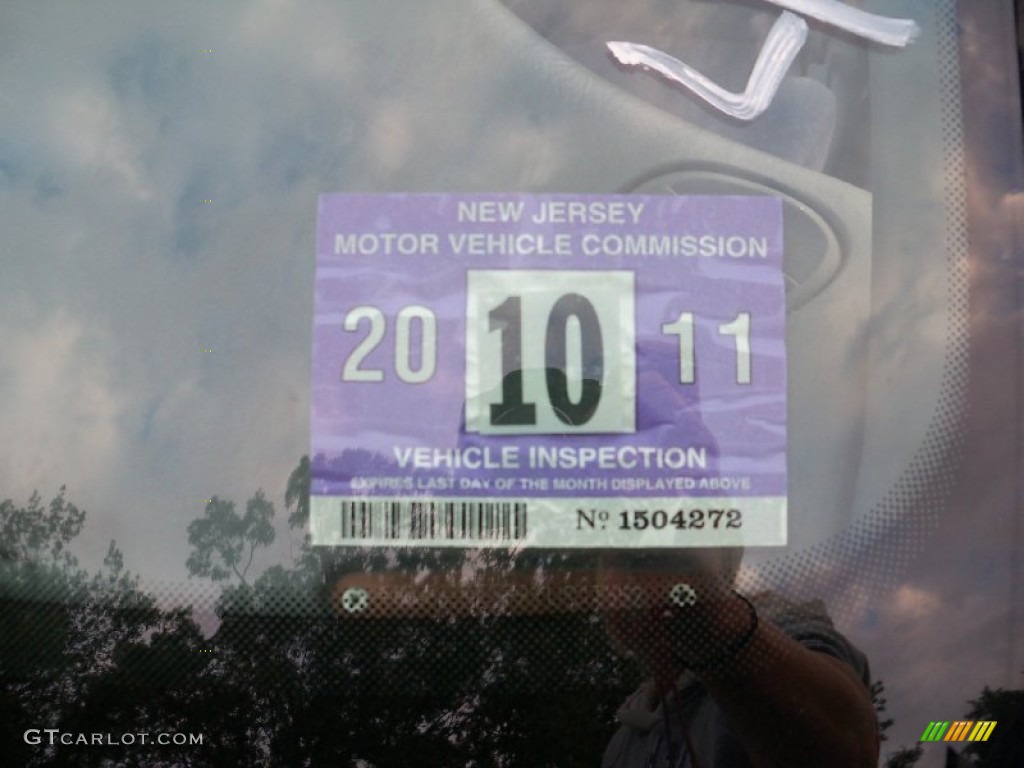 NEW JERSEY
MOTOR VEHICLE COMMISSION
20 10 11
VEHICLE INSPECTION
EXPIRES LAST DAY OF THE MONTH DISPLAYED ABOVE
Nº 1504272
GTCARLOT.COM